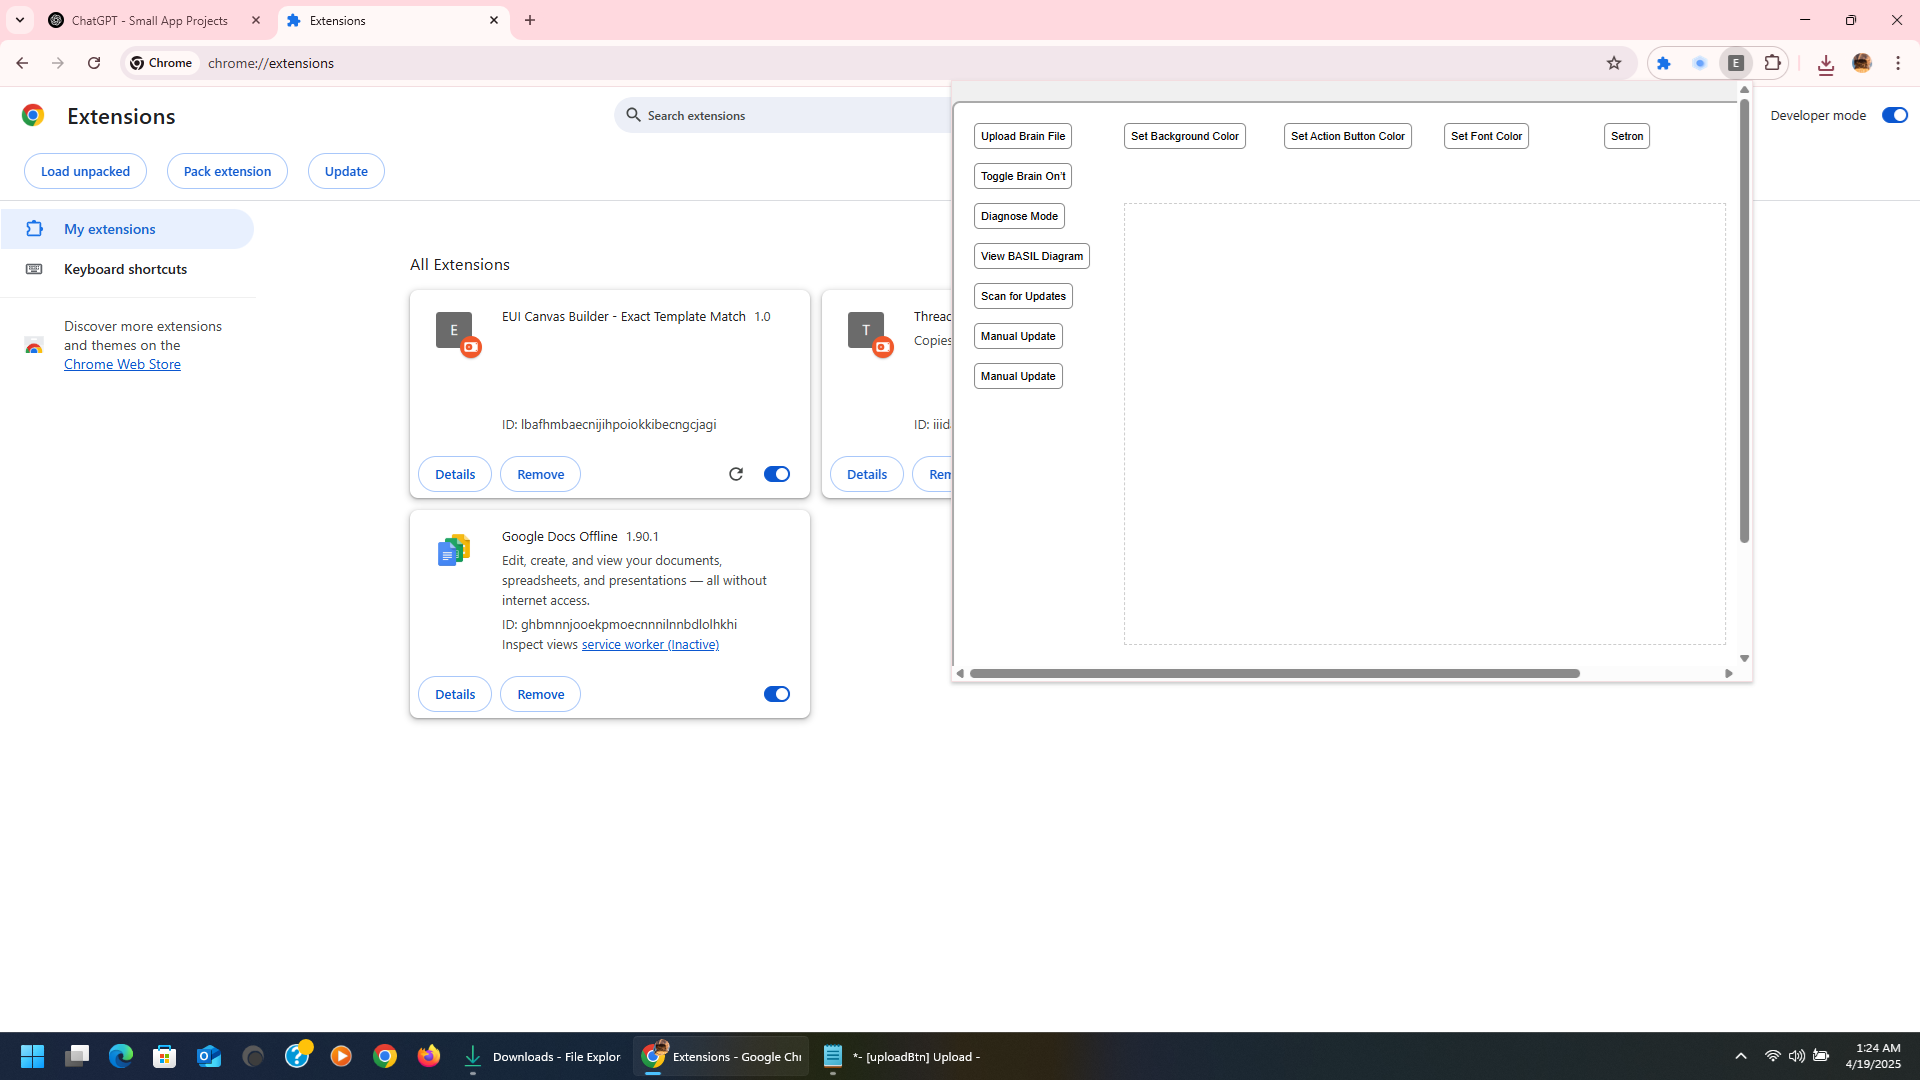 ChatGPT - Small App Projects
Extensions
Chrome
chrome://extensions
E
Extensions
Search extensions
Developer mode
Load unpacked
Pack extension
Update
My extensions
Keyboard shortcuts
Discover more extensions
and themes on the
Chrome Web Store
All Extensions
E
EUI Canvas Builder - Exact Template Match 1.0
ID: lbafhmbaecnijihpoiokkibecngcjagi
Details
Remove
T
Threac
Copies
ID: iiid
Details
Rem
Google Docs Offline 1.90.1
Edit, create, and view your documents,
spreadsheets, and presentations — all without
internet access.
ID: ghbmnnjooekpmoecnnnilnnbdlolhkhi
Inspect views service worker (Inactive)
Details
Remove
Upload Brain File
Set Background Color
Set Action Button Color
Set Font Color
Setron
Toggle Brain On't
Diagnose Mode
View BASIL Diagram
Scan for Updates
Manual Update
Manual Update
Downloads - File Explor
Extensions - Google Chr
*- [uploadBtn] Upload -
1:24 AM
4/19/2025